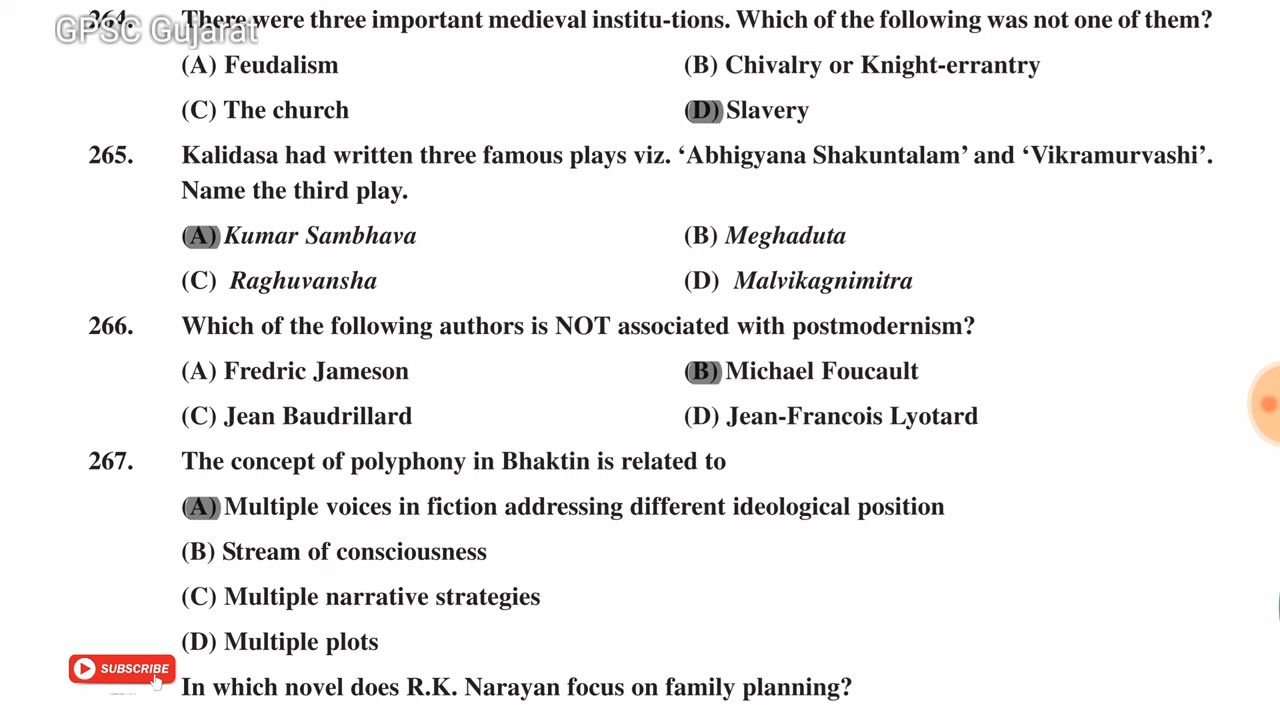 264. There were three important medieval institu-tions. Which of the following was not one of them?
GPSC Gujarat
(A) Feudalism (B) Chivalry or Knight-errantry
(C) The church (D) Slavery
265. Kalidasa had written three famous plays viz. ‘Abhigyana Shakuntalam’ and ‘Vikramurvashi’.
Name the third play.
(A) Kumar Sambhava (B) Meghaduta
(C) Raghuvansha (D) Malvikagnimitra
266. Which of the following authors is NOT associated with postmodernism?
(A) Fredric Jameson (B) Michael Foucault
(C) Jean Baudrillard (D) Jean-Francois Lyotard
267. The concept of polyphony in Bhaktin is related to
(A) Multiple voices in fiction addressing different ideological position
(B) Stream of consciousness
(C) Multiple narrative strategies
(D) Multiple plots
SUBSCRIBE
In which novel does R.K. Narayan focus on family planning?